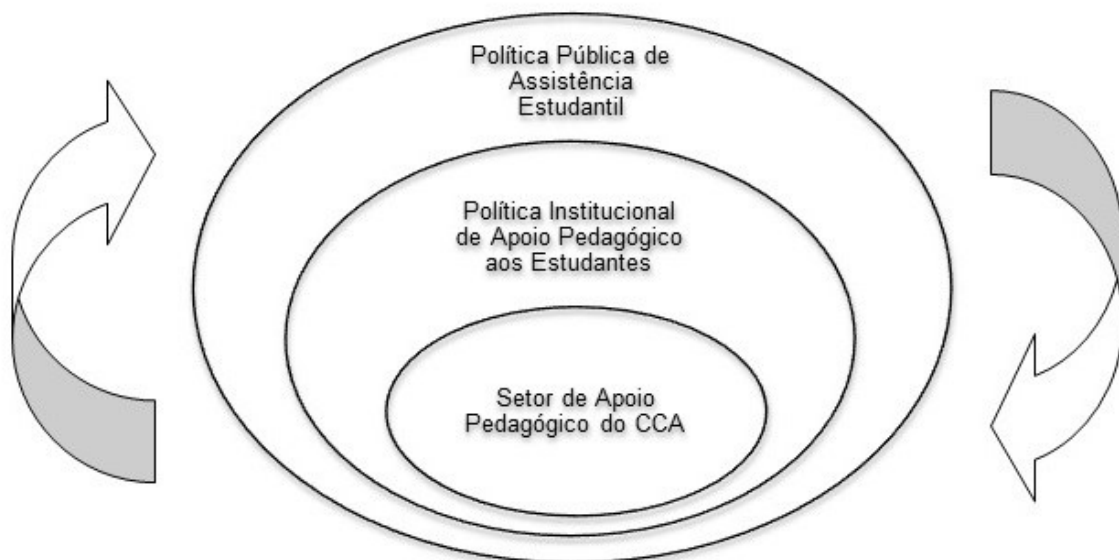 Política Pública de
Assistência
Estudantil
Política Institucional
de Apoio Pedagógico
aos Estudantes
Setor de Apoio
Pedagógico do CCA